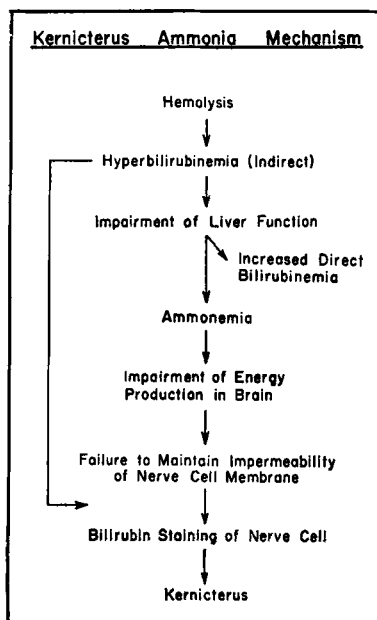 Kernicterus Ammonia Mechanism
Hemolysis
Hyperbilirubinemia (Indirect)
Impairment of Liver Function
Increased Direct
Bilirubinemia
Ammonemia
Impairment of Energy
Production in Brain
Failure to Maintain Impermeability
of Nerve Cell Membrane
Bilirubin Staining of Nerve Cell
Kernicterus